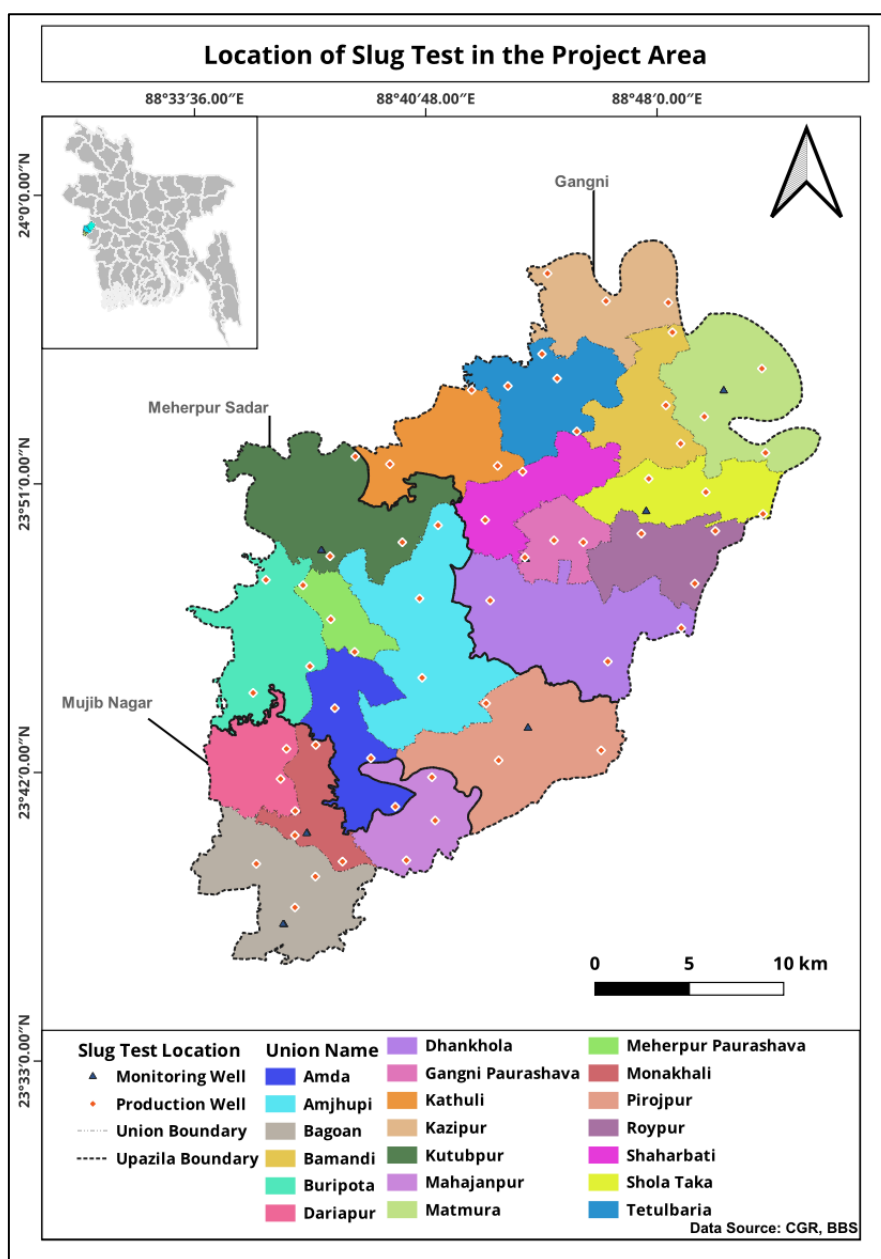 Location of Slug Test in the Project Area
88°33′36.00″N 88°40′48.00″N 88°48′0.00″N
24°0′0.00″N
Gangni
Meherpur Sadar
23°51′0.00″N
Mujib Nagar
23°42′0.00″N
0 5 10 km
23°33′0.00″N
Slug Test Location
Monitoring Well
Production Well
Union Boundary
Upazila Boundary
Union Name
Amda
Amjhupi
Bagoan
Bamandi
Buripota
Dariapur
Dhankhola
Gangni Paurashava
Kathuli
Kazipur
Kutubpur
Mahajanpur
Matmura
Meherpur Paurashava
Monakhali
Pirojpur
Roypur
Shaharbati
Shola Taka
Tetulbaria
Data Source: CGR, BBS